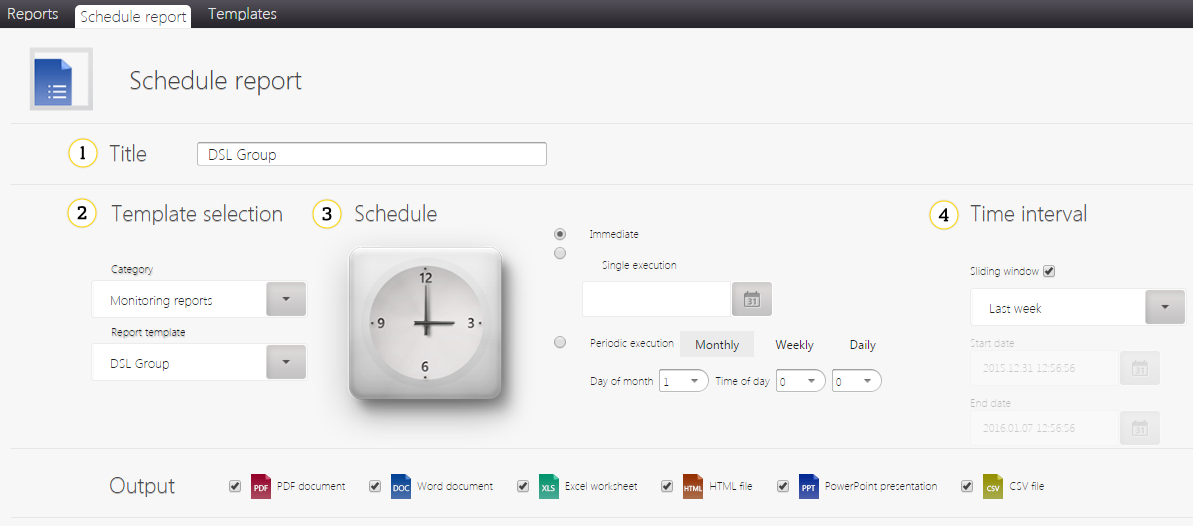 Reports Schedule report Templates
Schedule report
1 Title DSL Group
2 Template selection
Category
Monitoring reports
Report template
DSL Group
3 Schedule
12
9 3
6
Immediate
Single execution
31
Periodic execution Monthly Weekly Daily
Day of month 1 Time of day 0 0
4 Time interval
Sliding window
Last week
Start date
2015.12.31 12:56:56
31
End date
2016.01.07 12:56:56
31
Output PDF PDF document DOC Word document XLS Excel worksheet HTML HTML file PPT PowerPoint presentation CSV CSV file